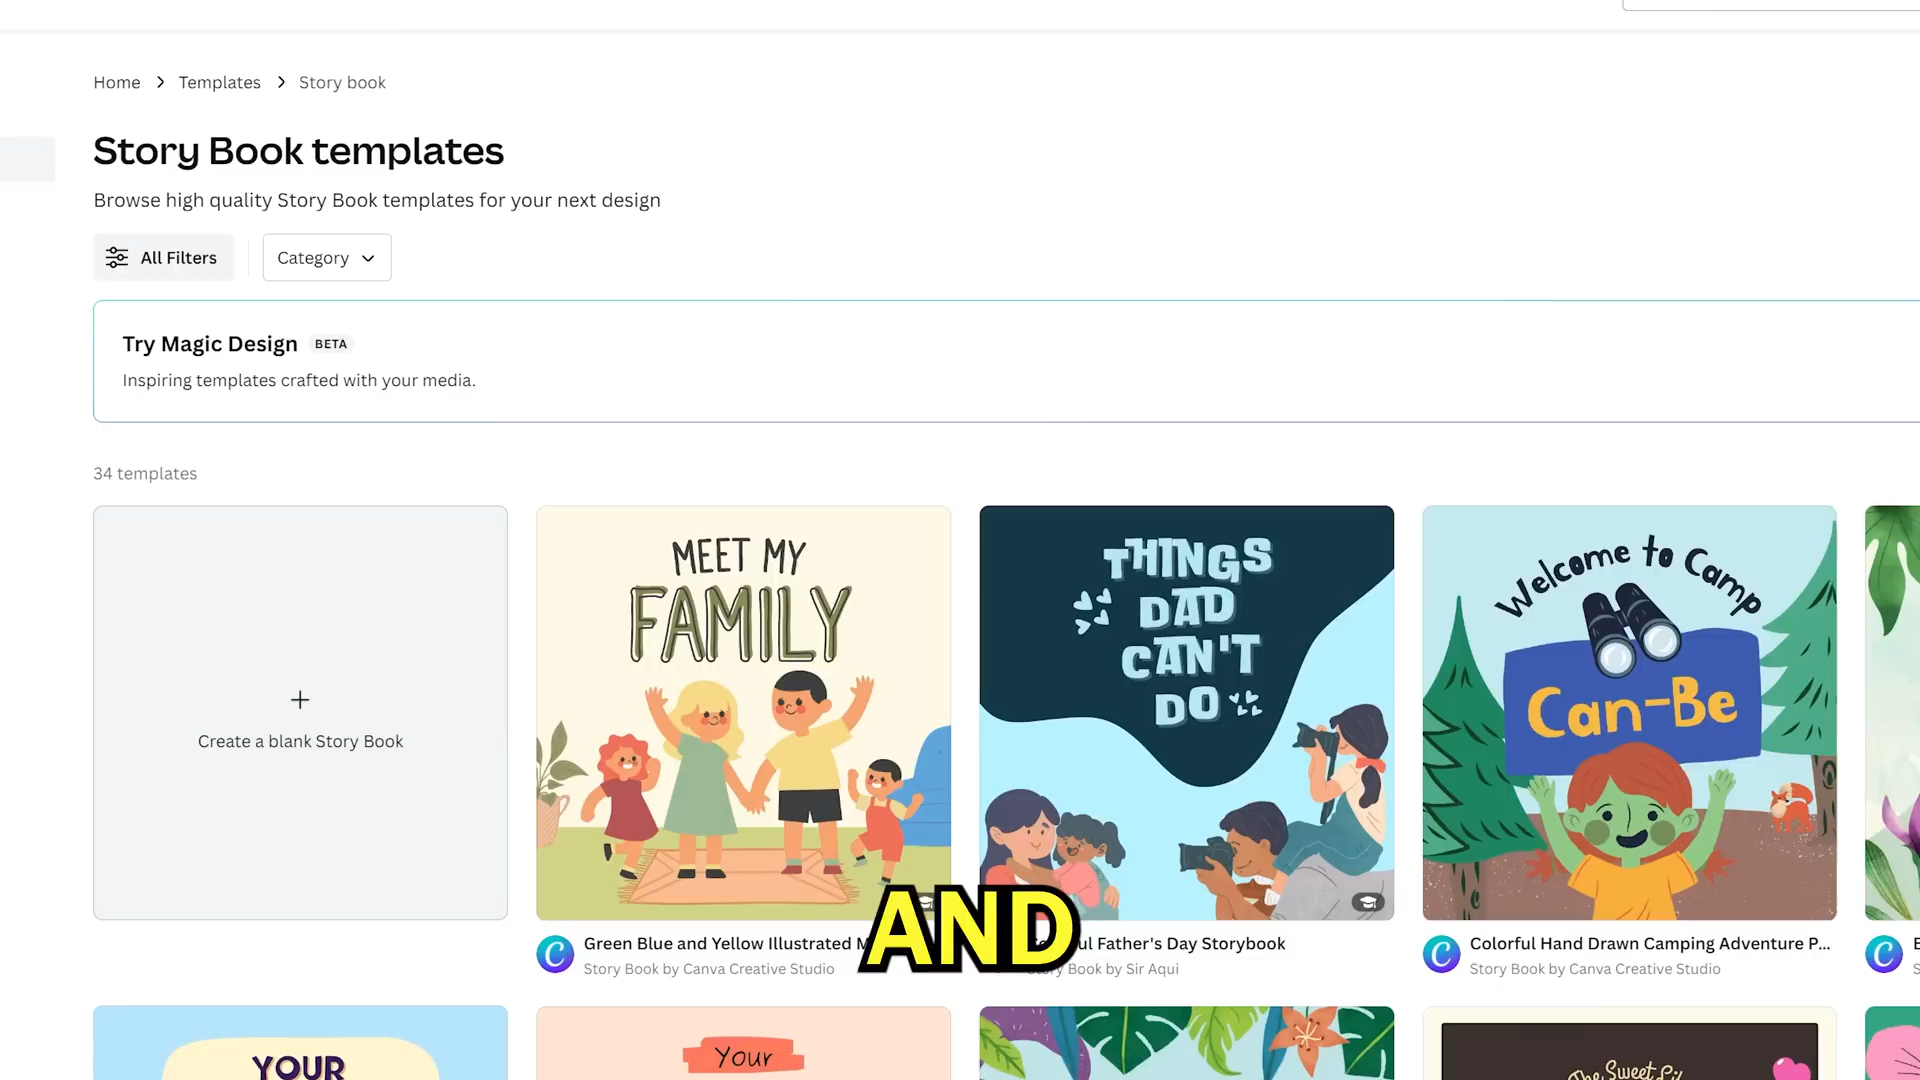 Home > Templates > Story book
Story Book templates
Browse high quality Story Book templates for your next design
All Filters
Category
Try Magic Design BETA
Inspiring templates crafted with your media.
34 templates
Create a blank Story Book
MEET MY
FAMILY
THINGS
DAD
CAN'T
DO
Welcome to Camp
Can-Be
AND
Green Blue and Yellow Illustrated
Story Book by Canva Creative Studio
Father's Day Storybook
Book by Sir Aqui
Colorful Hand Drawn Camping Adventure P...
Story Book by Canva Creative Studio
YOUR
Your
The Sweet